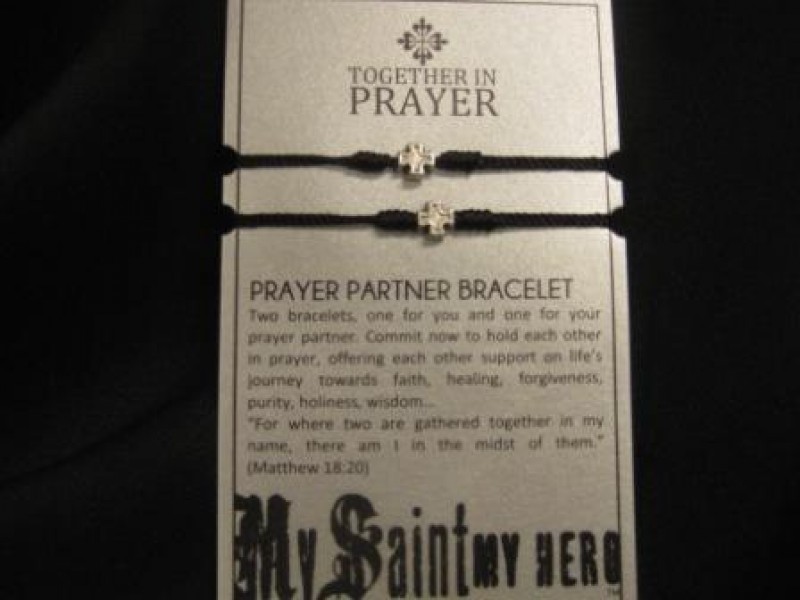 TOGETHER IN
PRAYER
PRAYER PARTNER BRACELET
Two bracelets, one for you and one for your
prayer partner. Commit now to hold each other
in prayer, offering each other support on life's
journey towards faith, healing, forgiveness,
purity, holiness, wisdom...
"For where two are gathered together in my
name, there am I in the midst of them."
(Matthew 18:20)
My Saint MY HERO
TM